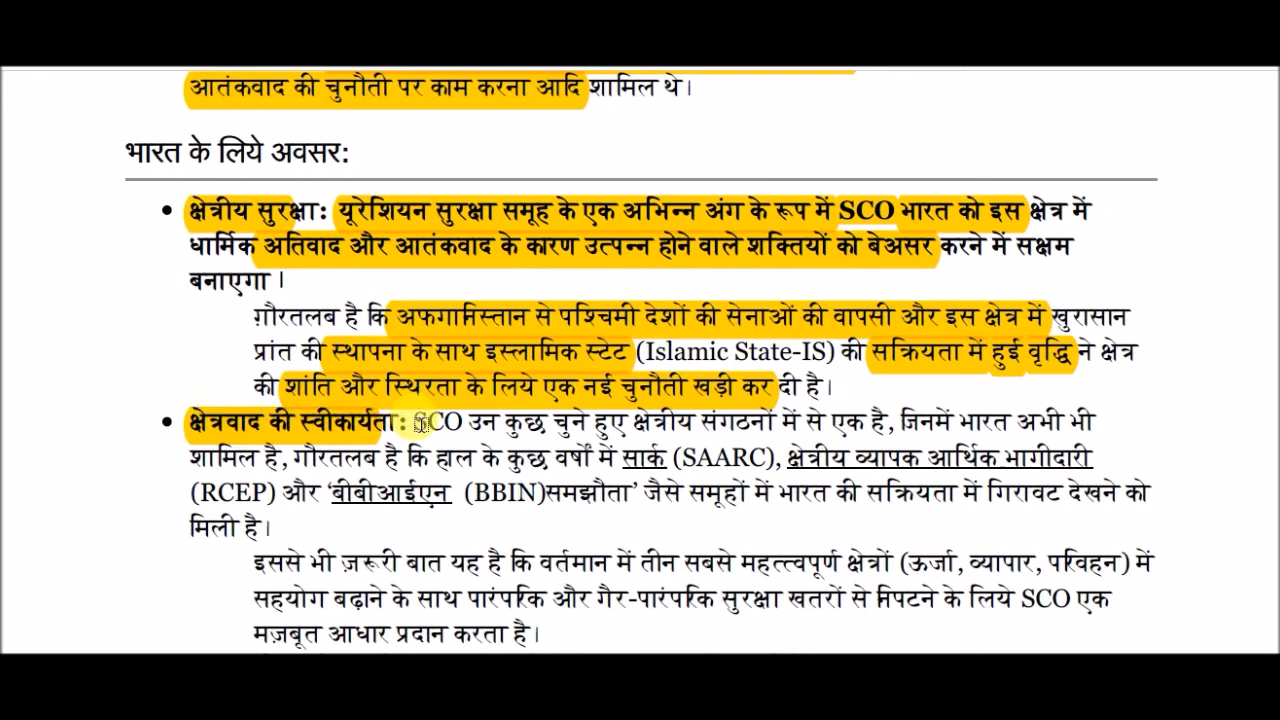 आतंकवाद की चुनौती पर काम करना आदि शामिल थे।
भारत के लिये अवसर:
• क्षेत्रीय सुरक्षा: यूरेशियन सुरक्षा समूह के एक अभिन्न अंग के रूप में SCO भारत को इस क्षेत्र में
धार्मिक अतिवाद और आतंकवाद के कारण उत्पन्न होने वाले शक्तियों को बेअसर करने में सक्षम
बनाएगा।
ग़ौरतलब है कि अफगानिस्तान से पश्चिमी देशों की सेनाओं की वापसी और इस क्षेत्र में खुरासान
प्रांत की स्थापना के साथ इस्लामिक स्टेट (Islamic State-IS) की सक्रियता में हुई वृद्धि ने क्षेत्र
की शांति और स्थिरता के लिये एक नई चुनौती खड़ी कर दी है।
• क्षेत्रवाद की स्वीकार्यता: SCO उन कुछ चुने हुए क्षेत्रीय संगठनों में से एक है, जिनमें भारत अभी भी
शामिल है, गौरतलब है कि हाल के कुछ वर्षों में सार्क (SAARC), क्षेत्रीय व्यापक आर्थिक भागीदारी
(RCEP) और ‘बीबीआईएन (BBIN)समझौता’ जैसे समूहों में भारत की सक्रियता में गिरावट देखने को
मिली है।
इससे भी ज़रूरी बात यह है कि वर्तमान में तीन सबसे महत्त्वपूर्ण क्षेत्रों (ऊर्जा, व्यापार, परिवहन) में
सहयोग बढ़ाने के साथ पारंपरिक और गैर-पारंपरिक सुरक्षा खतरों से निपटने के लिये SCO एक
मज़बूत आधार प्रदान करता है।